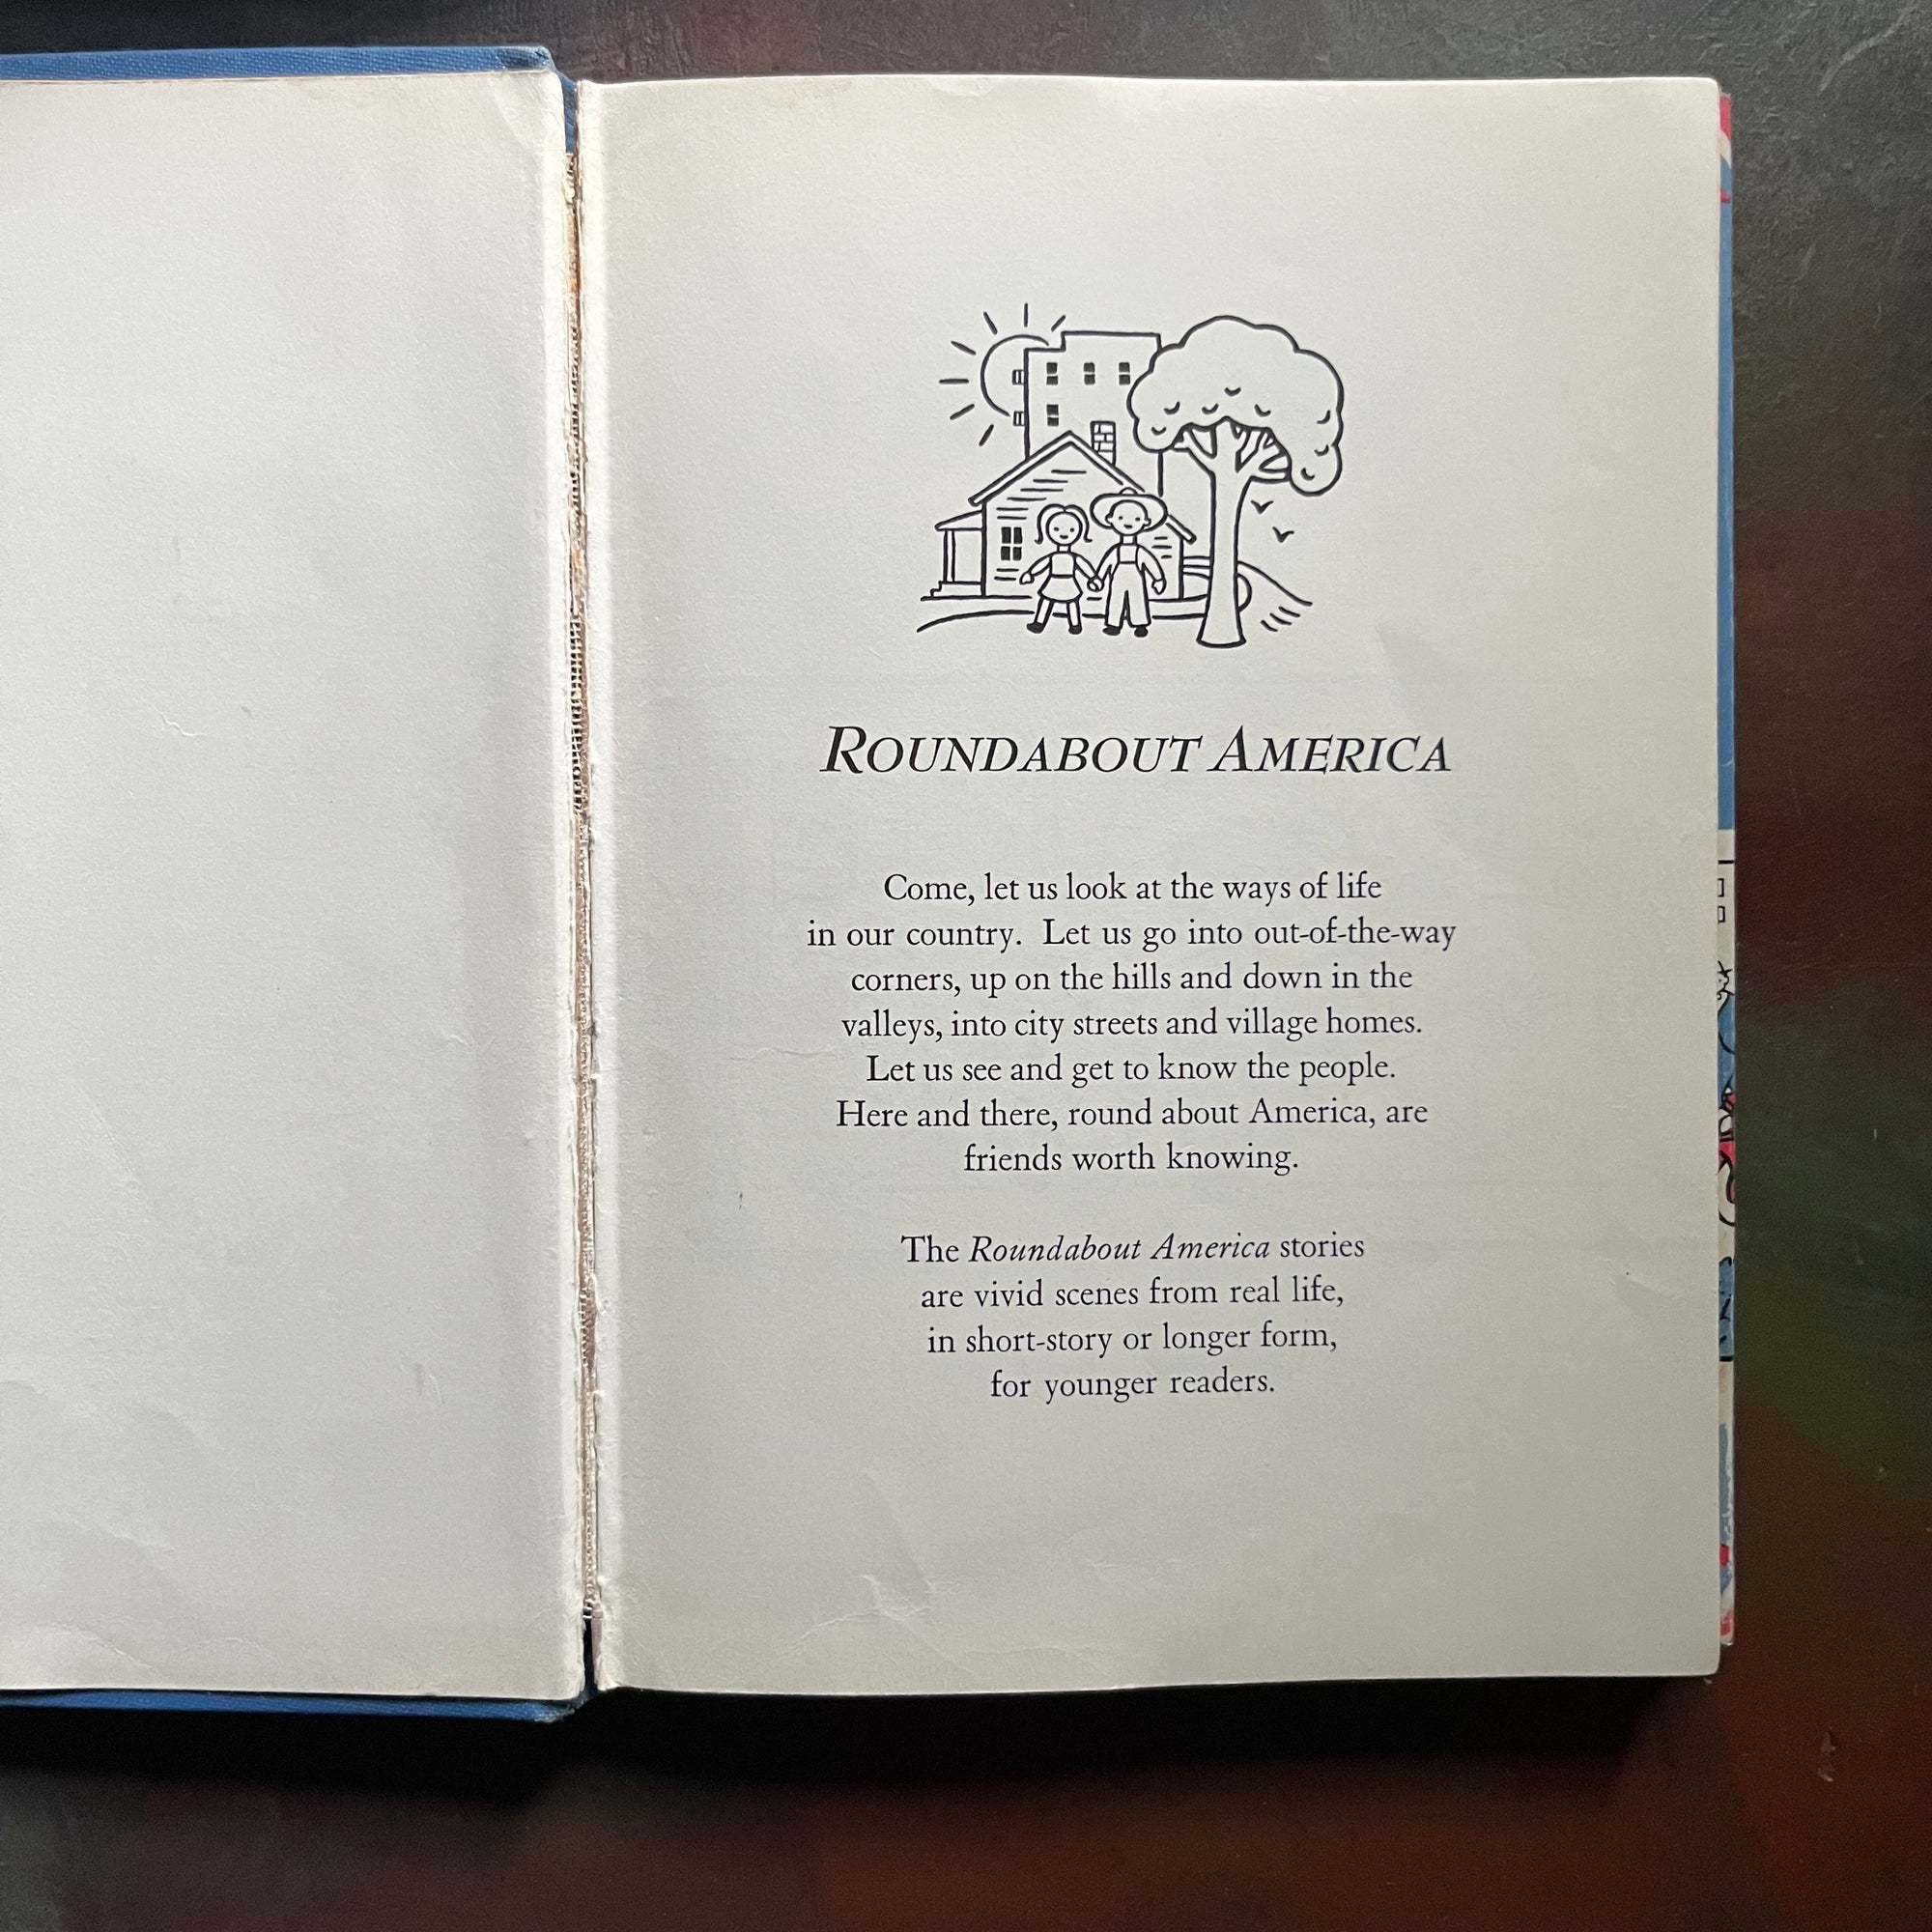 ROUNDABOUT AMERICA
Come, let us look at the ways of life
in our country. Let us go into out-of-the-way
corners, up on the hills and down in the
valleys, into city streets and village homes.
Let us see and get to know the people.
Here and there, round about America, are
friends worth knowing.
The Roundabout America stories
are vivid scenes from real life,
in short-story or longer form,
for younger readers.